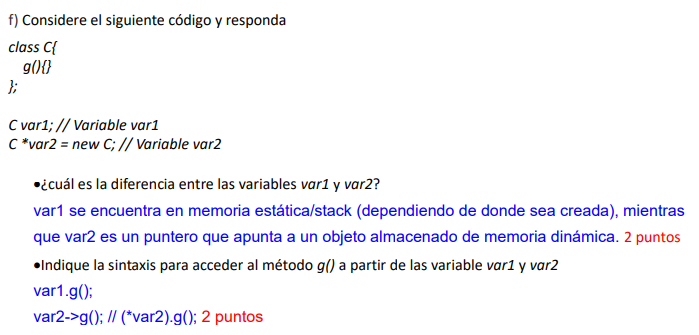 f) Considere el siguiente código y responda
class C{
g(){}
};
C var1; // Variable var1
C *var2 = new C; // Variable var2
•¿cuál es la diferencia entre las variables var1 y var2?
var1 se encuentra en memoria estática/stack (dependiendo de donde sea creada), mientras
que var2 es un puntero que apunta a un objeto almacenado de memoria dinámica. 2 puntos
•Indique la sintaxis para acceder al método g() a partir de las variable var1 y var2
var1.g();
var2->g(); // (*var2).g(); 2 puntos